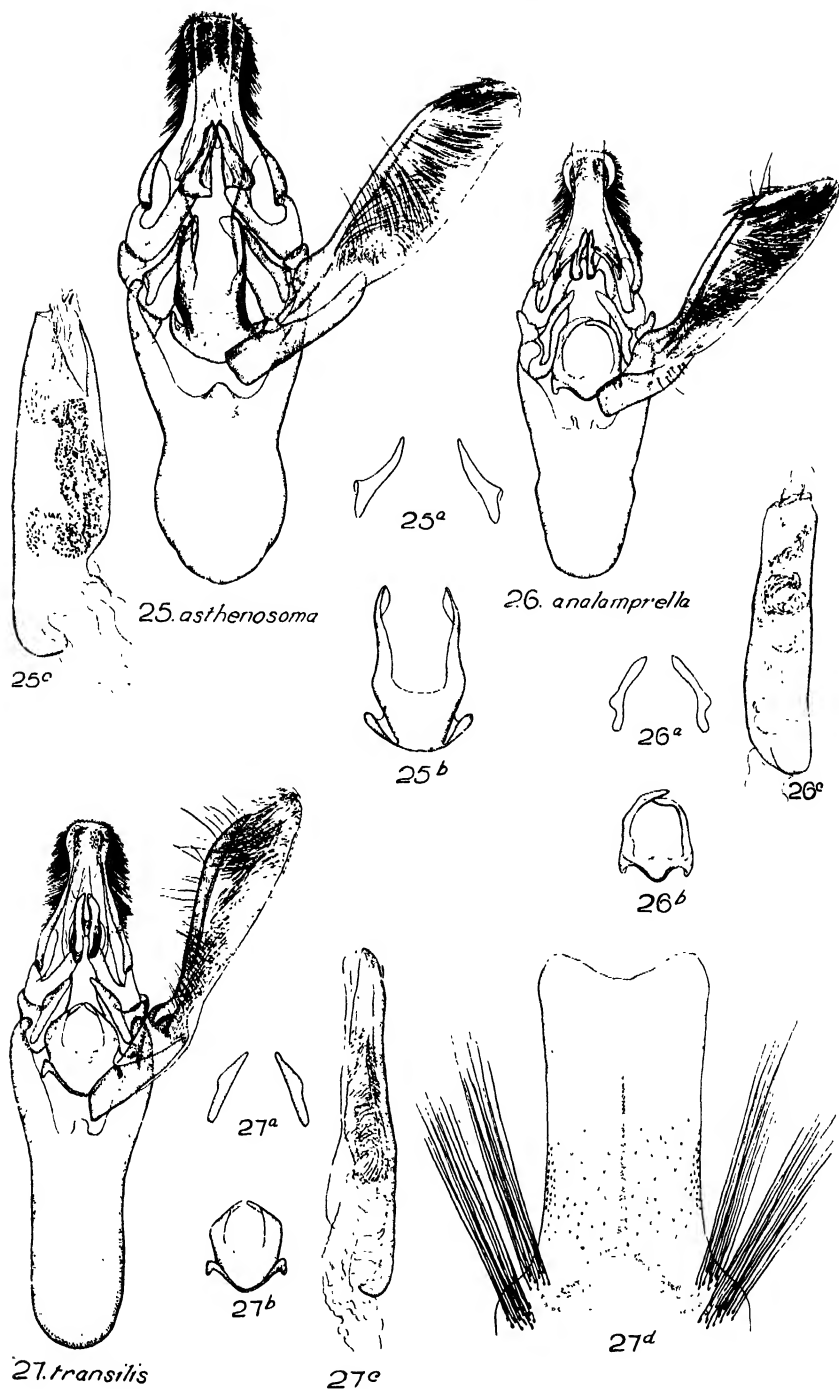 25ᵃ
25. asthenosoma
26. analamprella
25ᶜ
26ᵃ
25ᵇ
26ᶜ
26ᵇ
27ᵃ
27ᵇ
27ᵈ
27. transilis
27ᶜ